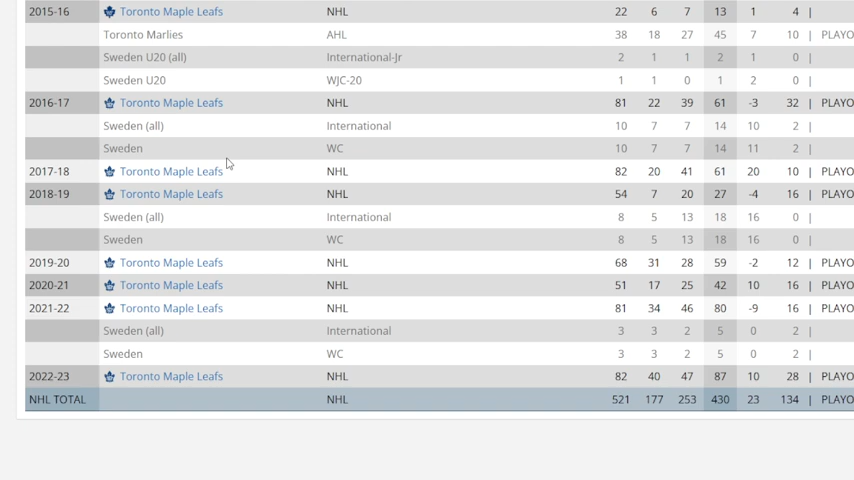 2015-16 Toronto Maple Leafs NHL 22 6 7 13 1 4 |
Toronto Marlies AHL 38 18 27 45 7 10 | PLAYO
Sweden U20 (all) International-Jr 2 1 1 2 1 0 |
Sweden U20 WJC-20 1 1 0 1 2 0 |
2016-17 Toronto Maple Leafs NHL 81 22 39 61 -3 32 | PLAYO
Sweden (all) International 10 7 7 14 10 2 |
Sweden WC 10 7 7 14 11 2 |
2017-18 Toronto Maple Leafs NHL 82 20 41 61 20 10 | PLAYO
2018-19 Toronto Maple Leafs NHL 54 7 20 27 -4 16 | PLAYO
Sweden (all) International 8 5 13 18 16 0 |
Sweden WC 8 5 13 18 16 0 |
2019-20 Toronto Maple Leafs NHL 68 31 28 59 -2 12 | PLAYO
2020-21 Toronto Maple Leafs NHL 51 17 25 42 10 16 | PLAYO
2021-22 Toronto Maple Leafs NHL 81 34 46 80 -9 16 | PLAYO
Sweden (all) International 3 3 2 5 0 2 |
Sweden WC 3 3 2 5 0 2 |
2022-23 Toronto Maple Leafs NHL 82 40 47 87 10 28 | PLAYO
NHL TOTAL NHL 521 177 253 430 23 134 | PLAYO